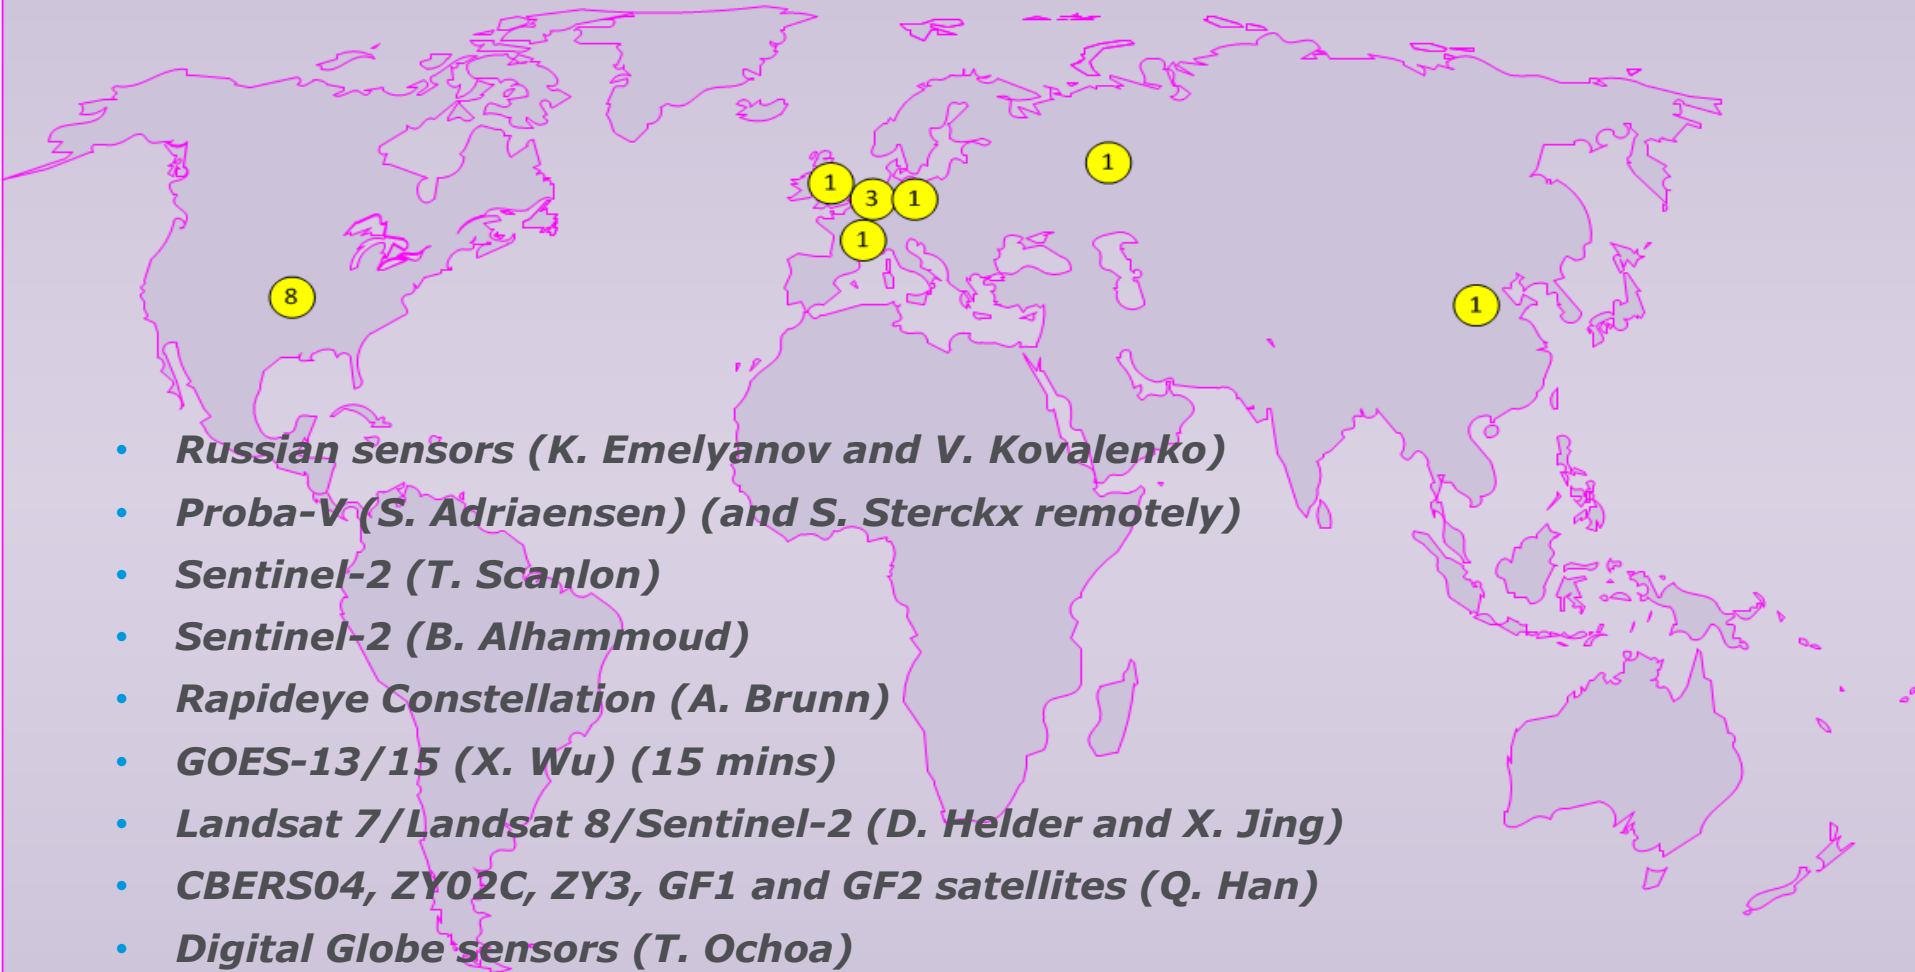 1
1
3
1
1
8
1
• Russian sensors (K. Emelyanov and V. Kovalenko)
• Proba-V (S. Adriaensen) (and S. Sterckx remotely)
• Sentinel-2 (T. Scanlon)
• Sentinel-2 (B. Alhammoud)
• Rapideye Constellation (A. Brunn)
• GOES-13/15 (X. Wu) (15 mins)
• Landsat 7/Landsat 8/Sentinel-2 (D. Helder and X. Jing)
• CBERS04, ZY02C, ZY3, GF1 and GF2 satellites (Q. Han)
• Digital Globe sensors (T. Ochoa)